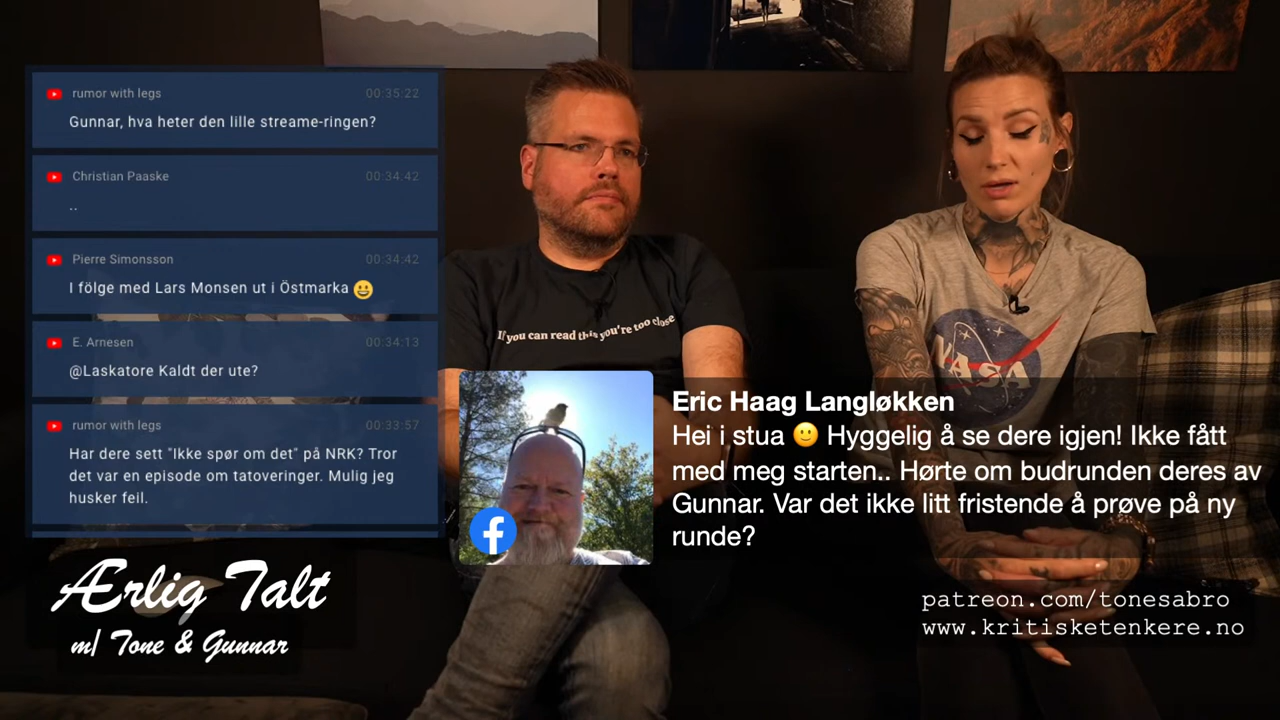 rumor with legs 00:35:22
Gunnar, hva heter den lille streame-ringen?
Christian Paaske 00:34:42
..
Pierre Simonsson 00:34:42
I fölge med Lars Monsen ut i Östmarka 😀
E. Arnesen 00:34:13
@Laskatore Kaldt der ute?
rumor with legs 00:33:57
Har dere sett "Ikke spør om det" på NRK? Tror
det var en episode om tatoveringer. Mulig jeg
husker feil.
If you can read this you're too close
NASA
Eric Haag Langløkken
Hei i stua 🙂 Hyggelig å se dere igjen! Ikke fått
med meg starten.. Hørte om budrunden deres av
Gunnar. Var det ikke litt fristende å prøve på ny
runde?
Ærlig Talt
m/ Tone & Gunnar
patreon.com/tonesabro
www.kritisketenkere.no